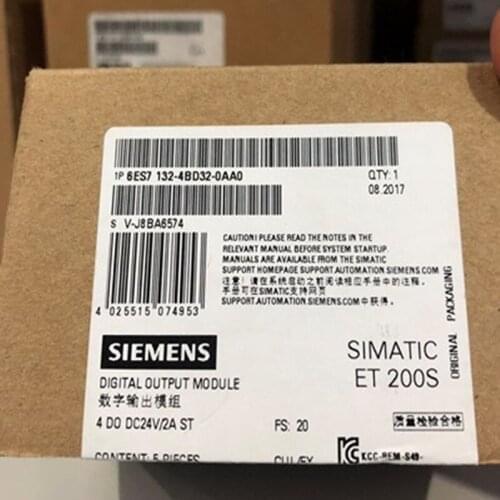 1P 6ES7 132-4BD32-0AA0
QTY: 1
08.2017
S V-J8BA6574
CAUTION! PLEASE READ THE NOTES IN THE
RELEVANT MANUAL BEFORE SYSTEM STARTUP.
MANUALS ARE AVAILABLE FROM THE SIMATIC
SUPPORT HOMEPAGE SUPPORT.AUTOMATION.SIEMENS.COM
注意! 请在系统启动之前阅读相应手册中的注释。
手册可在SIMATIC支持网页
SUPPORT.AUTOMATION.SIEMENS.COM中获得。
4 025515 074953
ORIGINAL PACKAGING
SIEMENS
SIMATIC
ET 200S
DIGITAL OUTPUT MODULE
数字输出模组
4 DO DC24V/2A ST
FS: 20
质量检验合格
CONTENT: 5 PIECES
KCC-REM-S49-